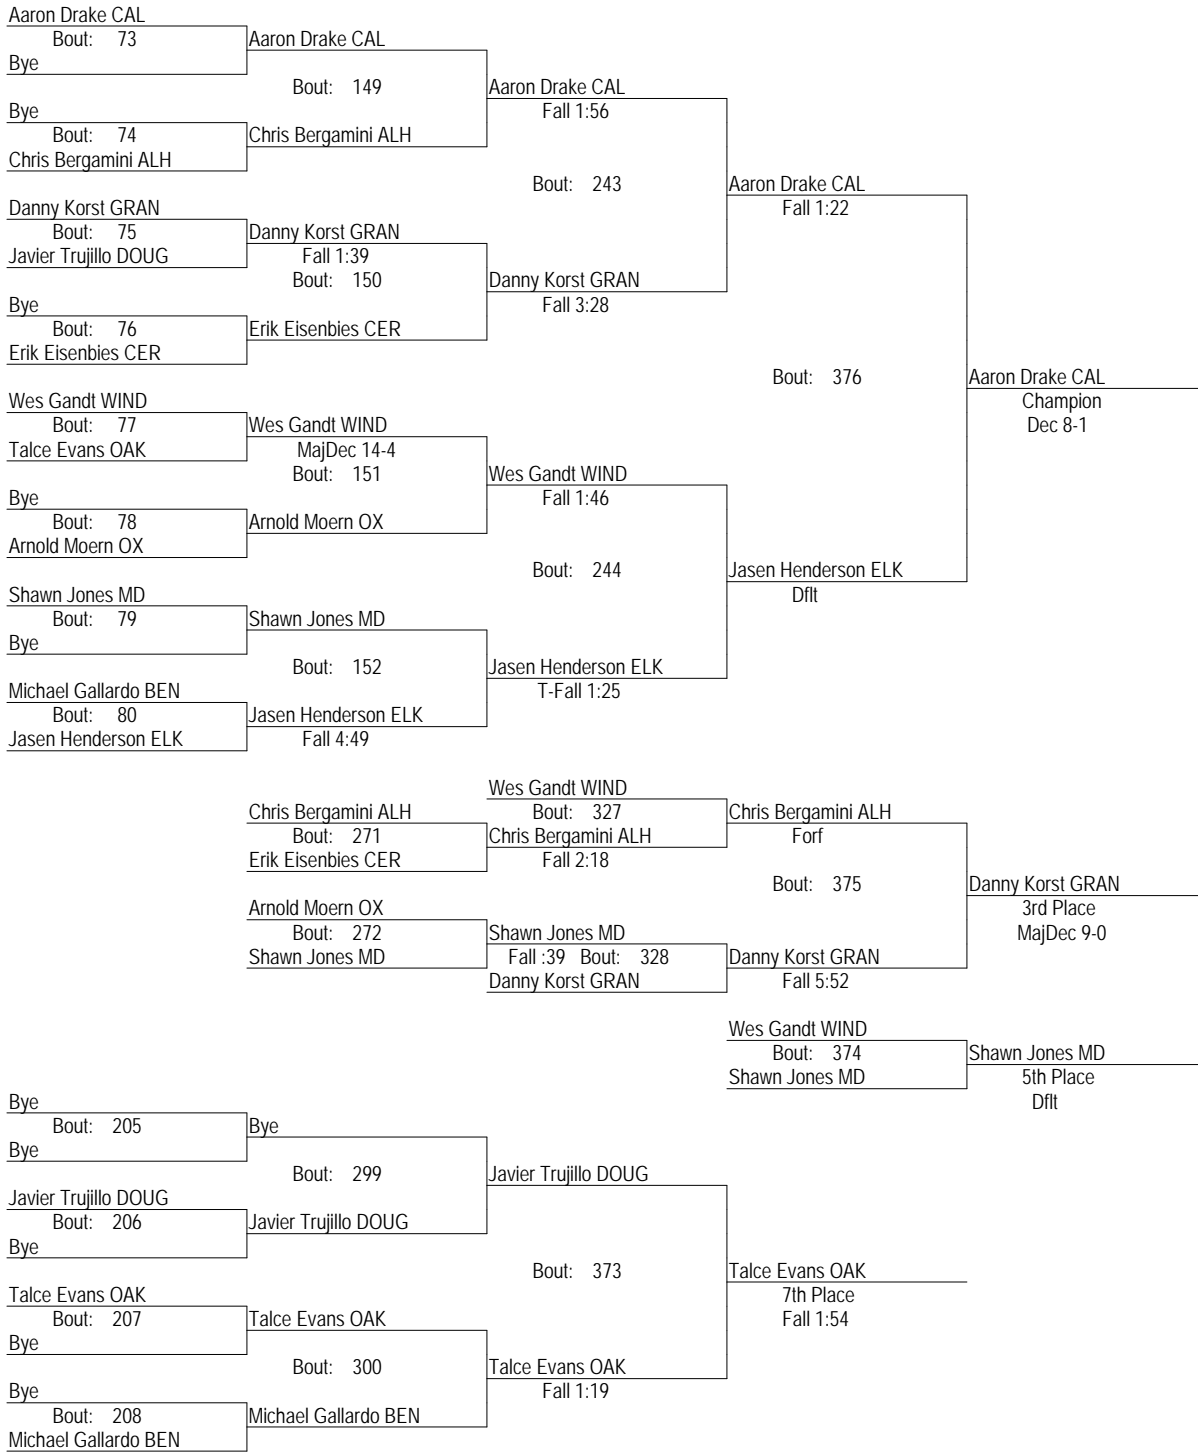 Aaron Drake CAL
Bout: 73
Aaron Drake CAL
Bye
Bout: 149
Aaron Drake CAL
Bye
Fall 1:56
Bout: 74
Chris Bergamini ALH
Chris Bergamini ALH
Bout: 243
Aaron Drake CAL
Danny Korst GRAN
Fall 1:22
Bout: 75
Danny Korst GRAN
Javier Trujillo DOUG
Fall 1:39
Bout: 150
Danny Korst GRAN
Bye
Fall 3:28
Bout: 76
Erik Eisenbies CER
Erik Eisenbies CER
Bout: 376
Aaron Drake CAL
Wes Gandt WIND
Champion
Bout: 77
Wes Gandt WIND
Dec 8-1
Talce Evans OAK
MajDec 14-4
Bout: 151
Wes Gandt WIND
Bye
Fall 1:46
Bout: 78
Arnold Moern OX
Arnold Moern OX
Bout: 244
Jasen Henderson ELK
Shawn Jones MD
Dflt
Bout: 79
Shawn Jones MD
Bye
Bout: 152
Jasen Henderson ELK
Michael Gallardo BEN
T-Fall 1:25
Bout: 80
Jasen Henderson ELK
Jasen Henderson ELK
Fall 4:49
Wes Gandt WIND
Chris Bergamini ALH
Bout: 327
Chris Bergamini ALH
Bout: 271
Chris Bergamini ALH
Forf
Erik Eisenbies CER
Fall 2:18
Bout: 375
Danny Korst GRAN
Arnold Moern OX
3rd Place
Bout: 272
Shawn Jones MD
MajDec 9-0
Shawn Jones MD
Fall :39 Bout: 328
Danny Korst GRAN
Danny Korst GRAN
Fall 5:52
Wes Gandt WIND
Bout: 374
Shawn Jones MD
Shawn Jones MD
5th Place
Dflt
Bye
Bout: 205
Bye
Bye
Bout: 299
Javier Trujillo DOUG
Javier Trujillo DOUG
Bout: 206
Javier Trujillo DOUG
Bye
Bout: 373
Talce Evans OAK
Talce Evans OAK
7th Place
Bout: 207
Talce Evans OAK
Fall 1:54
Bye
Bout: 300
Talce Evans OAK
Bye
Fall 1:19
Bout: 208
Michael Gallardo BEN
Michael Gallardo BEN